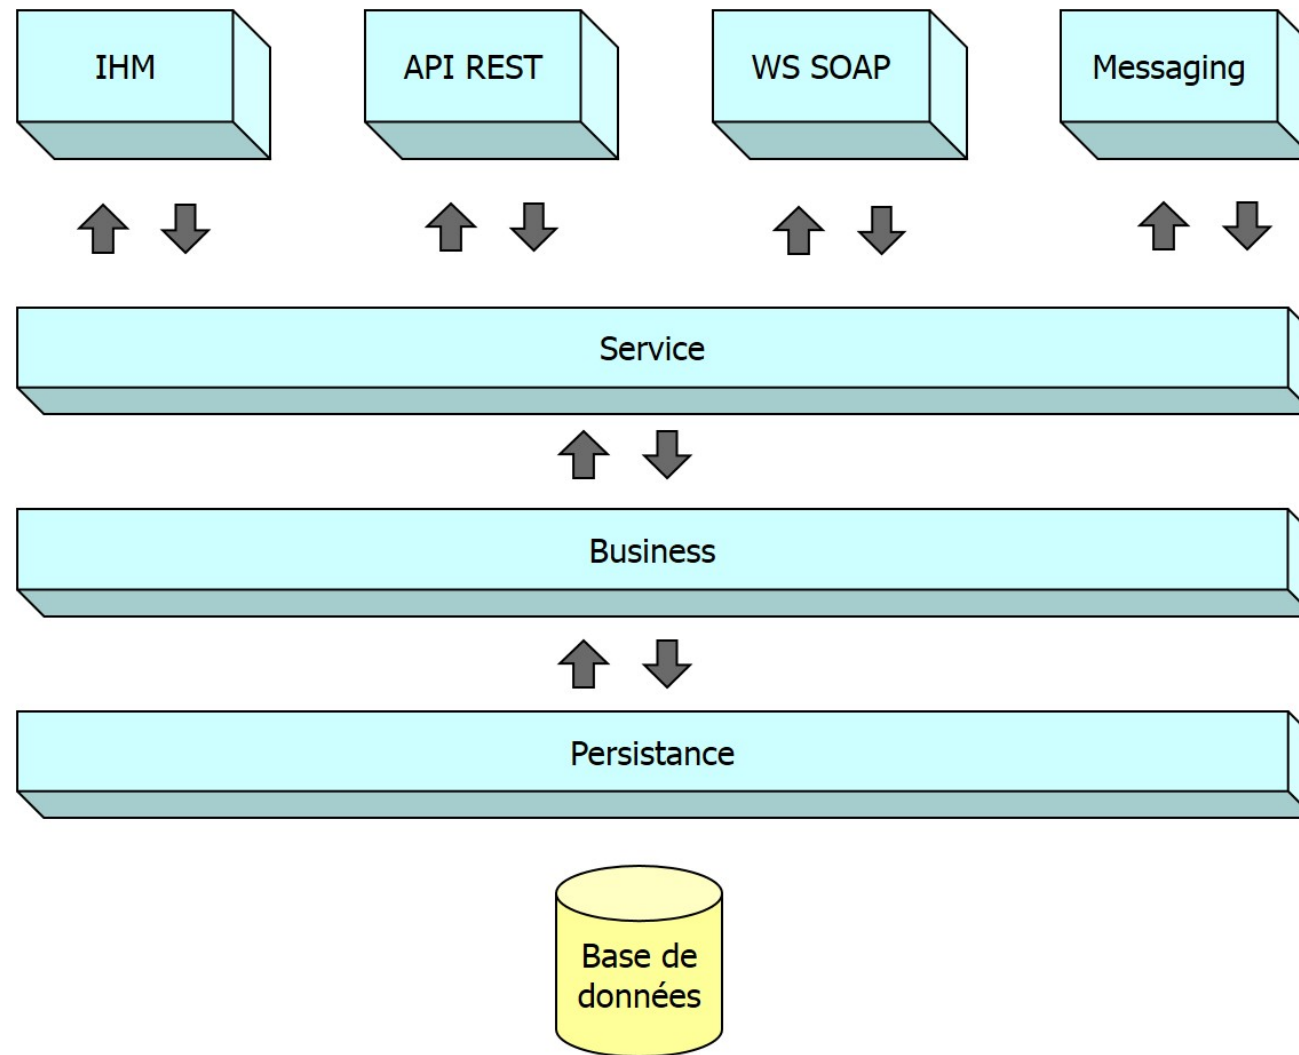 IHM
API REST
WS SOAP
Messaging
Service
Business
Persistance
Base de
données